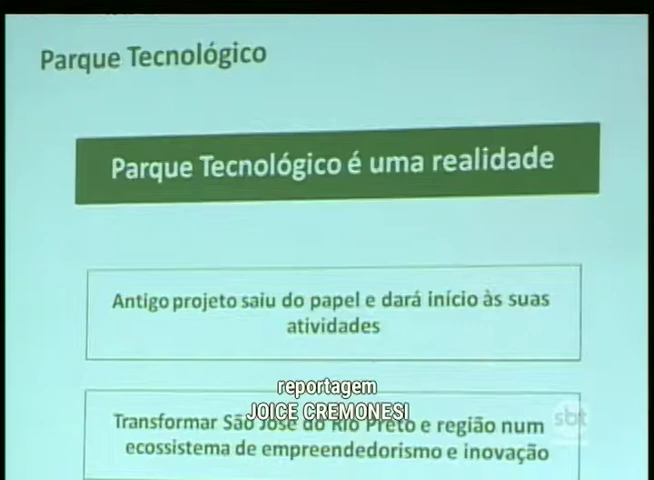 Parque Tecnológico
Parque Tecnológico é uma realidade
Antigo projeto saiu do papel e dará início às suas
atividades
reportagem
JOICE CREMONESI
Transformar São José do Rio Preto e região num
ecossistema de empreendedorismo e inovação
sbt